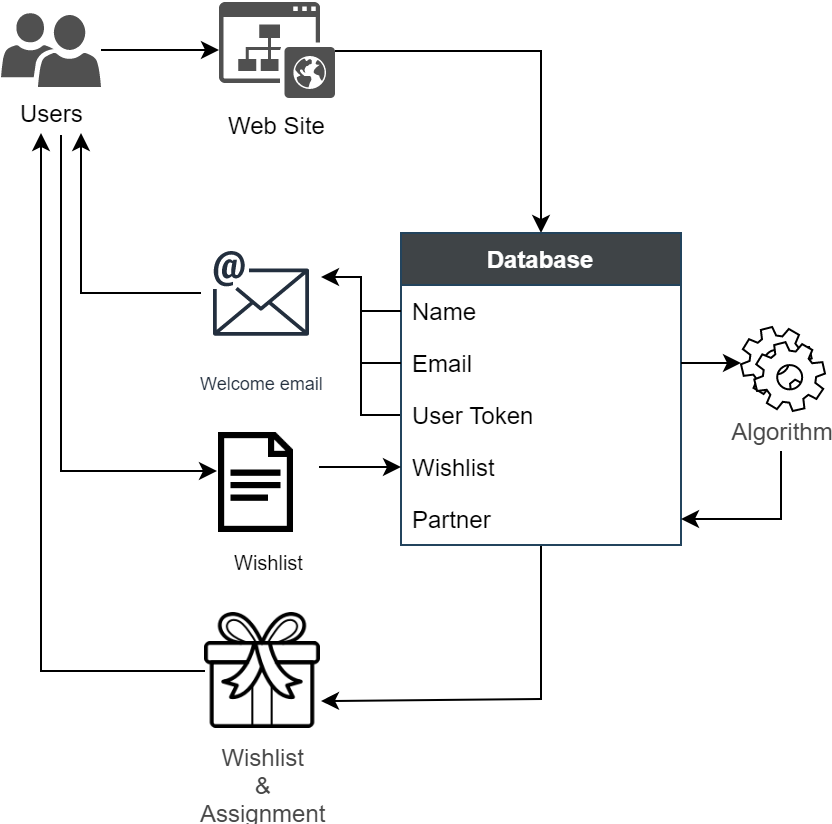 Users
Web Site
Database
Name
Email
User Token
Wishlist
Partner
@
Welcome email
Algorithm
Wishlist
Wishlist
&
Assignment